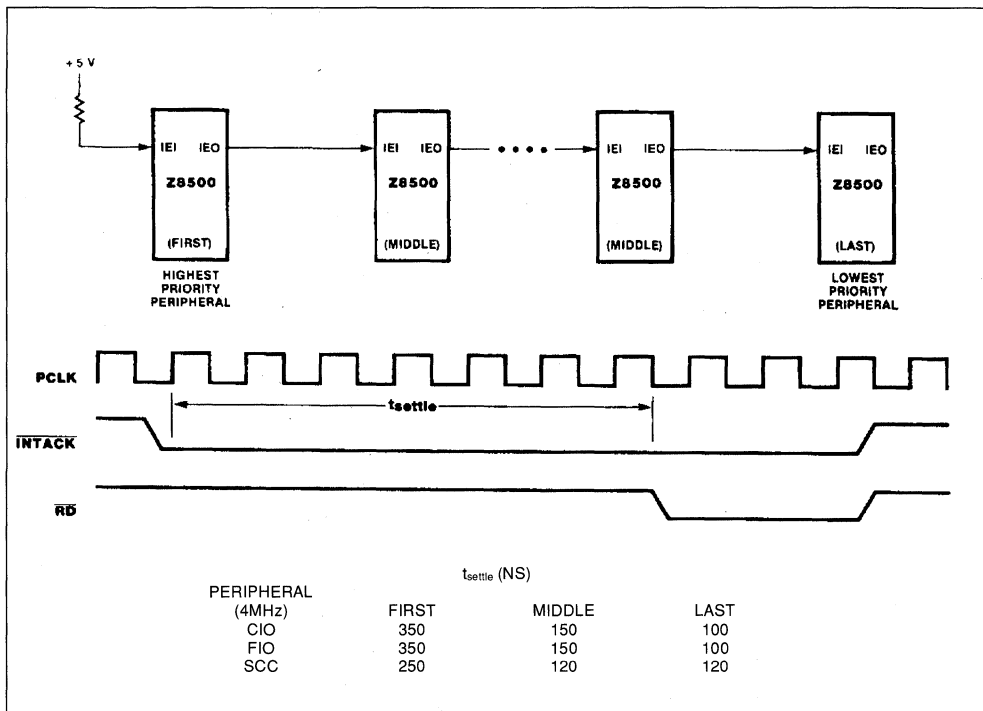 + 5 V
IEI IEO IEI IEO IEI IEO IEI IEO
Z8500 Z8500 Z8500 Z8500
(FIRST) (MIDDLE) (MIDDLE) (LAST)
HIGHEST
PRIORITY
PERIPHERAL
LOWEST
PRIORITY
PERIPHERAL
PCLK
tsettle
INTACK
RD
tsettle (NS)
PERIPHERAL
(4MHz) FIRST MIDDLE LAST
CIO 350 150 100
FIO 350 150 100
SCC 250 120 120